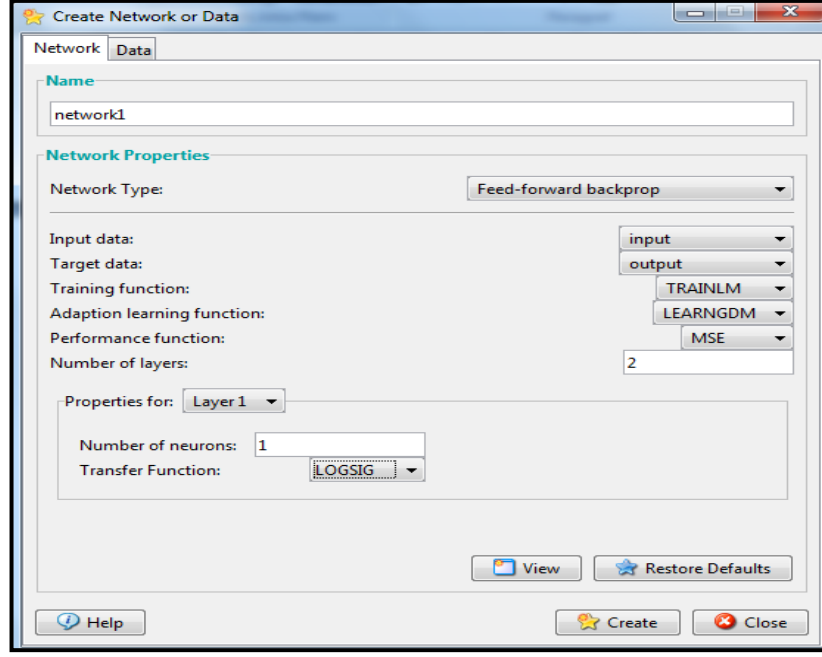 Create Network or Data
Network Data
Name
network1
Network Properties
Network Type: Feed-forward backprop
Input data: input
Target data: output
Training function: TRAINLM
Adaption learning function: LEARNGDM
Performance function: MSE
Number of layers: 2
Properties for: Layer 1
Number of neurons: 1
Transfer Function: LOGSIG
View Restore Defaults
Help Create Close